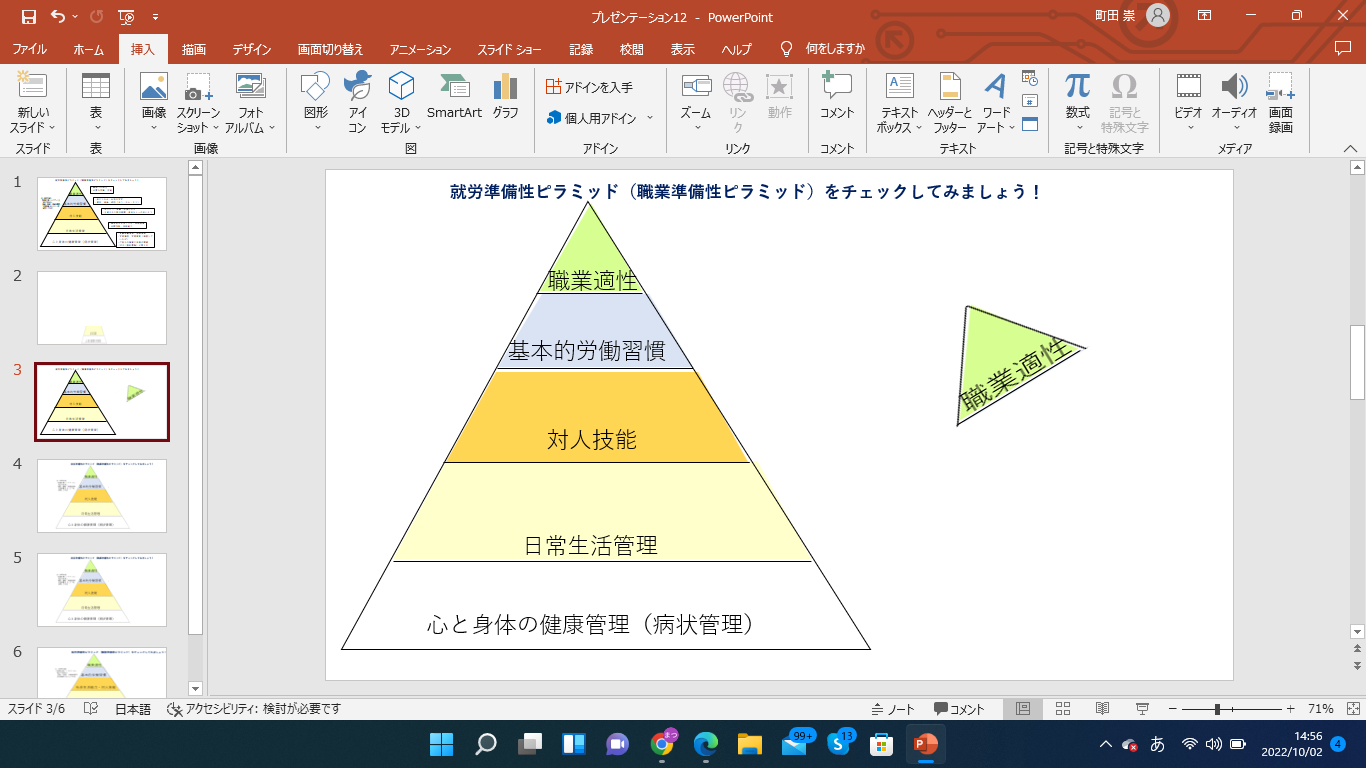 プレゼンテーション12 - PowerPoint
町田 崇
ファイル ホーム 挿入 描画 デザイン 画面切り替え アニメーション スライド ショー 記録 校閲 表示 ヘルプ 何をしますか
新しいスライド
表
画像
スクリーンショット
フォトアルバム
図形
アイコン
3Dモデル
SmartArt
グラフ
アドインを入手
個人用アドイン
ズーム
リンク
動作
コメント
テキストボックス
ヘッダーとフッター
ワードアート
数式
記号と特殊文字
ビデオ
オーディオ
画面録画
スライド 表 画像 図 アドイン リンク コメント テキスト 記号と特殊文字 メディア
1
2
3
4
5
6
就労準備性ピラミッド（職業準備性ピラミッド）をチェックしてみましょう！
職業適性
基本的労働習慣
対人技能
日常生活管理
心と身体の健康管理（病状管理）
職業適性
スライド 3/6 日本語 アクセシビリティ: 検討が必要です ノート コメント 71%
まつ
99+
13
あ
14:56
2022/10/02
4